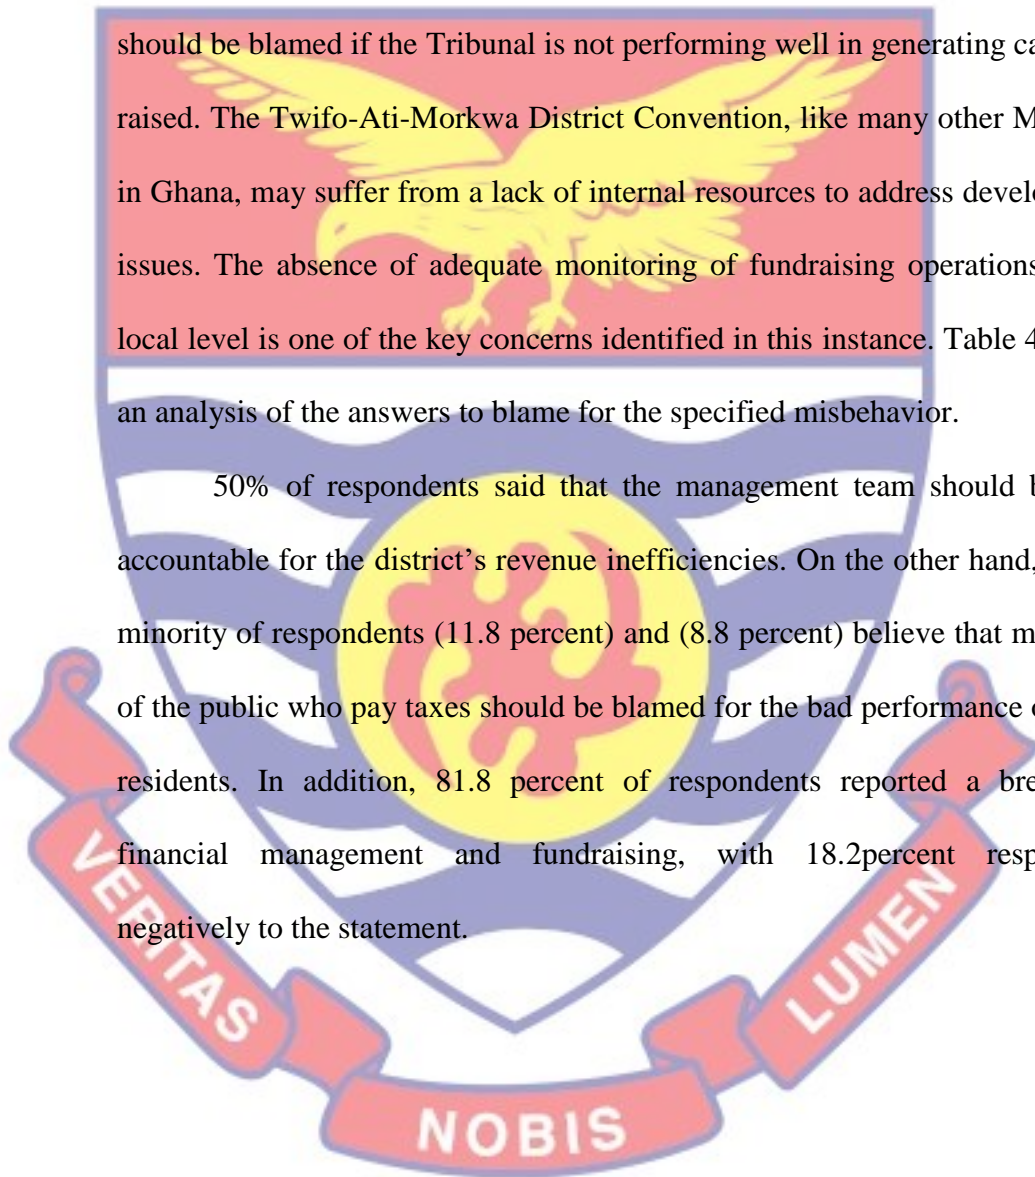 should be blamed if the Tribunal is not performing well in generating ca
raised. The Twifo-Ati-Morkwa District Convention, like many other M
in Ghana, may suffer from a lack of internal resources to address develo
issues. The absence of adequate monitoring of fundraising operations
local level is one of the key concerns identified in this instance. Table 4
an analysis of the answers to blame for the specified misbehavior.
50% of respondents said that the management team should b
accountable for the district’s revenue inefficiencies. On the other hand,
minority of respondents (11.8 percent) and (8.8 percent) believe that m
of the public who pay taxes should be blamed for the bad performance o
residents. In addition, 81.8 percent of respondents reported a bre
financial management and fundraising, with 18.2percent resp
negatively to the statement.
VERITAS
NOBIS
LUMEN